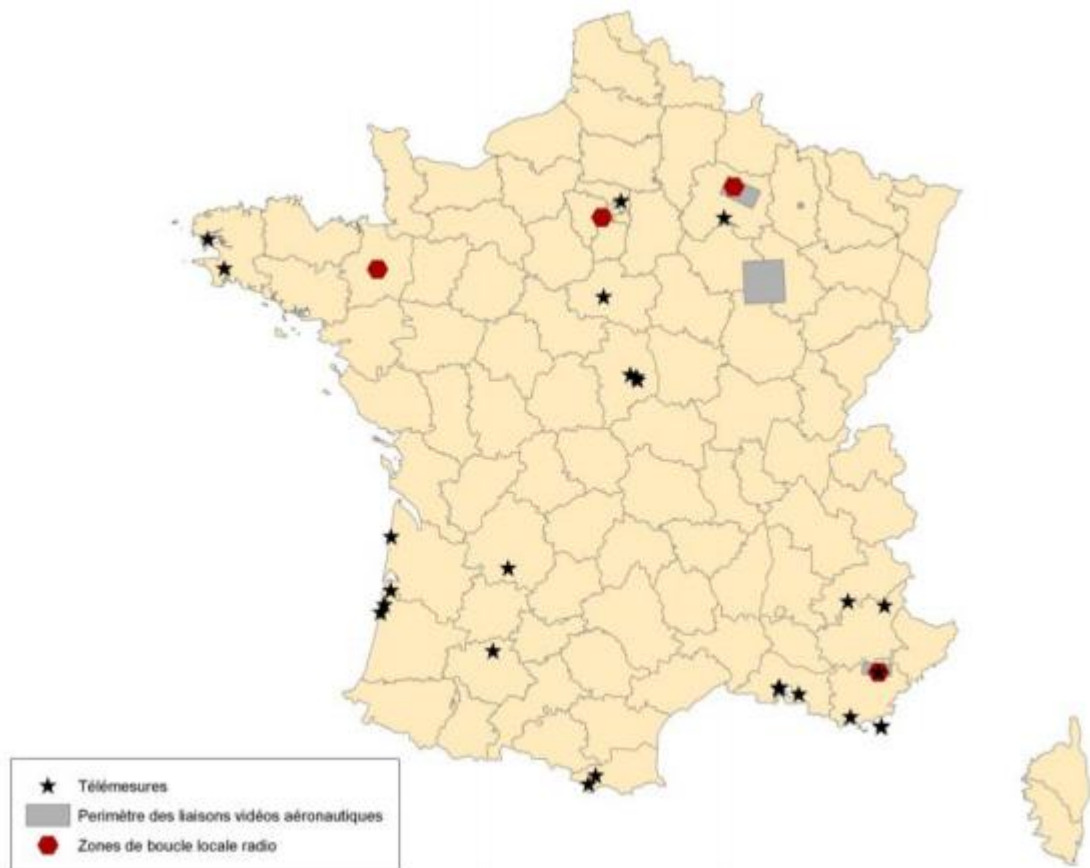 Télémesures
Perimètre des liaisons vidéos aéronautiques
Zones de boucle locale radio